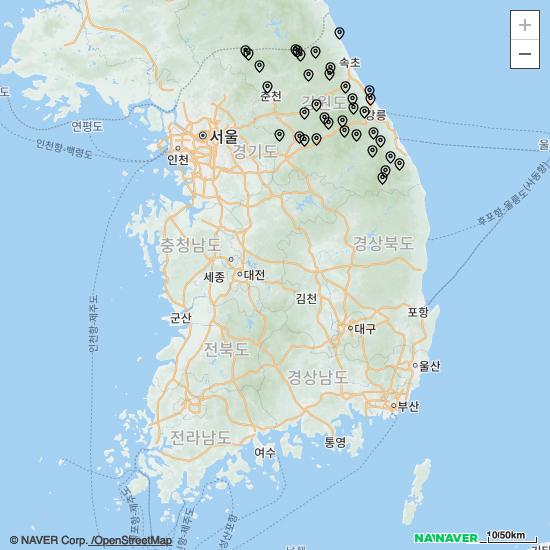 +
−
속초
춘천
강원도
강릉
연평도
인천항-백령도
서울
인천
경기도
울
후포항-울릉도(사동항)
충청남도
경상북도
세종
대전
인천항-제주도
김천
군산
포항
대구
전북도
울산
경상남도
부산
전라남도
통영
여수
© NAVER Corp. /OpenStreetMap
NAVER
10/50km